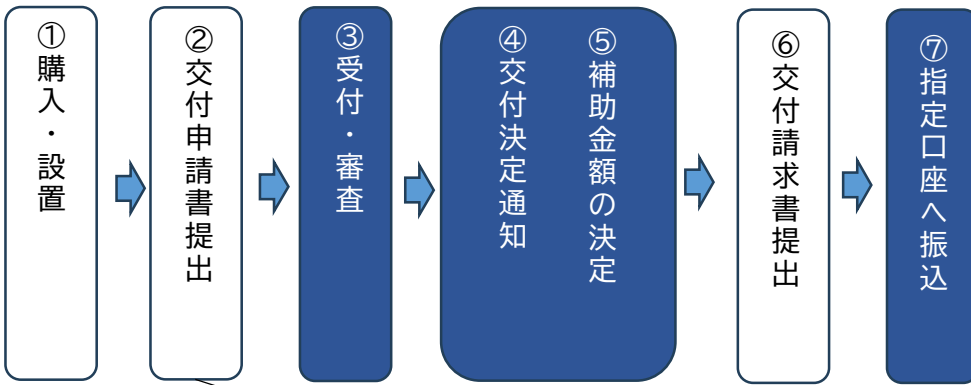 ①購入・設置
②交付申請書提出
③受付・審査
④交付決定通知
⑤補助金額の決定
⑥交付請求書提出
⑦指定口座へ振込